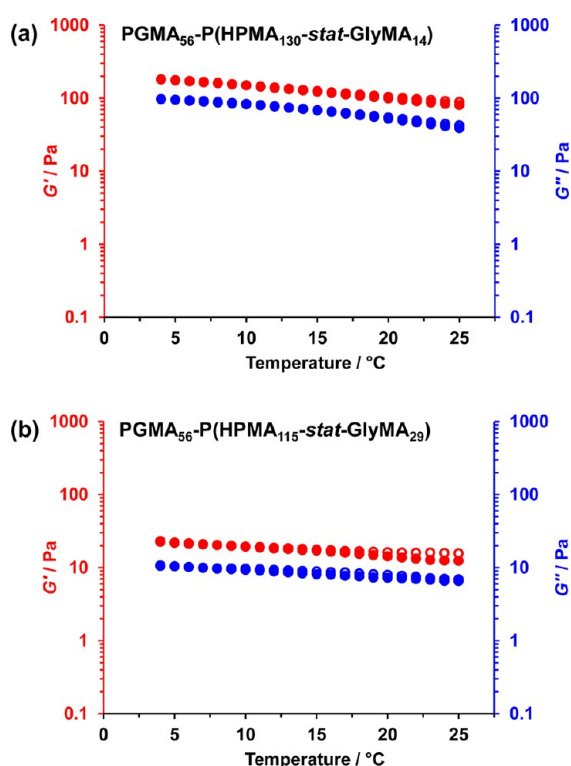 (a) PGMA56-P(HPMA130-stat-GlyMA14)
1000
100
10
1
0.1
G' / Pa
1000
100
10
1
0.1
G″ / Pa
0 5 10 15 20 25
Temperature / °C
(b) PGMA56-P(HPMA115-stat-GlyMA29)
1000
100
10
1
0.1
G' / Pa
1000
100
10
1
0.1
G″ / Pa
0 5 10 15 20 25
Temperature / °C